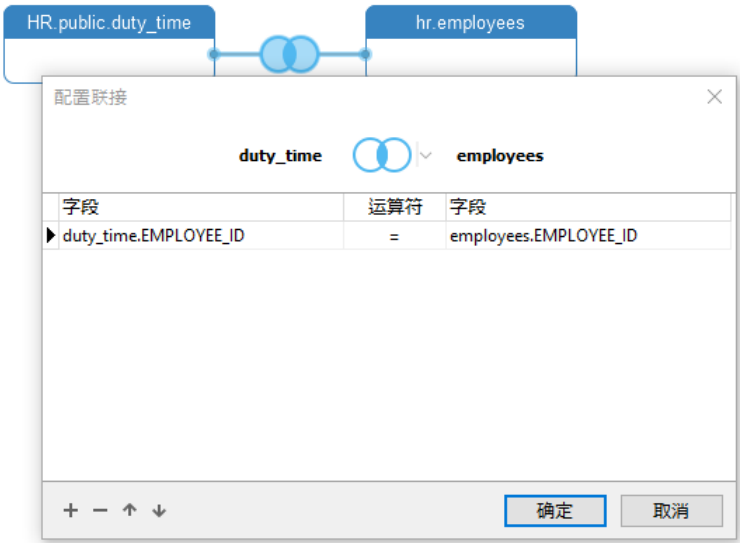 HR.public.duty_time hr.employees
配置联接
duty_time employees
字段 运算符 字段
duty_time.EMPLOYEE_ID = employees.EMPLOYEE_ID
确定 取消